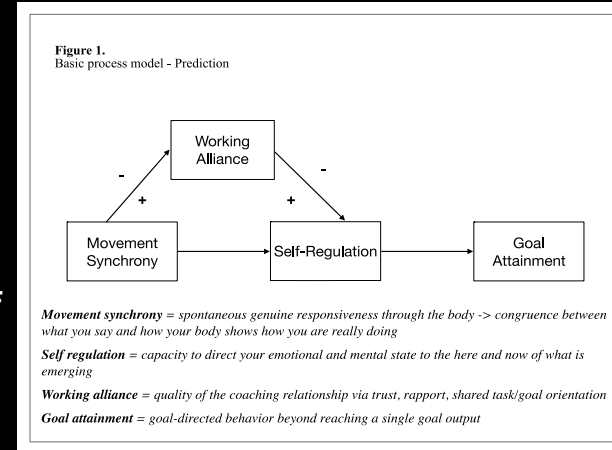 Figure 1.
Basic process model - Prediction
Working
Alliance
-
-
+
+
Movement
Synchrony
Self-Regulation
Goal
Attainment
Movement synchrony = spontaneous genuine responsiveness through the body -> congruence between
what you say and how your body shows how you are really doing
Self regulation = capacity to direct your emotional and mental state to the here and now of what is
emerging
Working alliance = quality of the coaching relationship via trust, rapport, shared task/goal orientation
Goal attainment = goal-directed behavior beyond reaching a single goal output